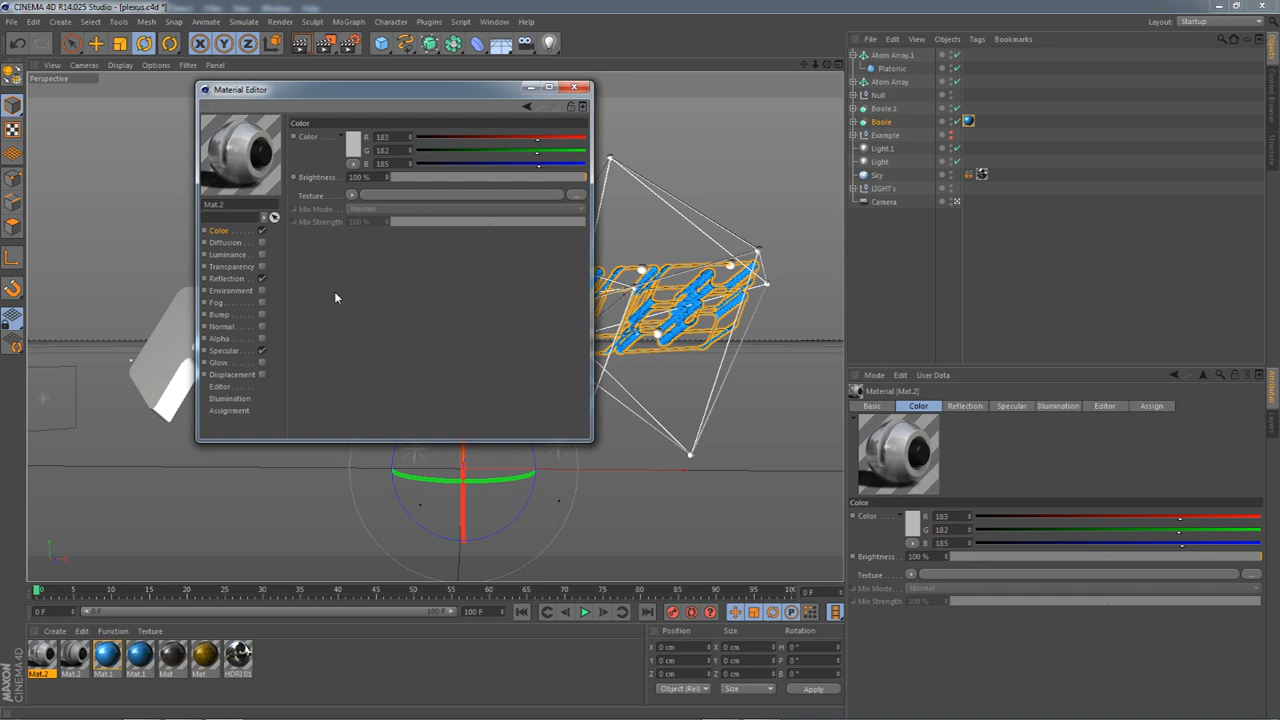 CINEMA 4D R14.025 Studio - [plexus.c4d *]
File Edit Create Select Tools Mesh Snap Animate Simulate Render Sculpt MoGraph Character Plugins Script Window Help Layout: Startup
View Cameras Display Options Filter Panel
File Edit View Objects Tags Bookmarks
Perspective
Atom Array.1
Platonic
Atom Array
Null
Boole.1
Boole
Example
Light.1
Light
Sky
LIGHT's
Camera
Objects
Content Browser
Structure
Material Editor
Color
Color R 183
G 182
B 185
Brightness 100 %
Texture
Mix Mode Normal
Mix Strength 100 %
Mat.2
Color
Diffusion
Luminance
Transparency
Reflection
Environment
Fog
Bump
Normal
Alpha
Specular
Glow
Displacement
Editor
Illumination
Assignment
Mode Edit User Data
Material [Mat.2]
Basic Color Reflection Specular Illumination Editor Assign
Color
Color R 183
G 182
B 185
Brightness 100 %
Texture
Mix Mode Normal
Mix Strength 100 %
Attributes
Layers
0 5 10 15 20 25 30 35 40 45 50 55 60 65 70 75 80 85 90 95 100 0 F
0 F 0 F 100 F 100 F
Create Edit Function Texture
Mat.2 Mat.2 Mat.1 Mat.1 Mat Mat HDRI01
Position Size Rotation
X 0 cm X 0 cm H 0 °
Y 0 cm Y 0 cm P 0 °
Z 0 cm Z 0 cm B 0 °
Object (Rel) Size Apply
MAXON
CINEMA 4D